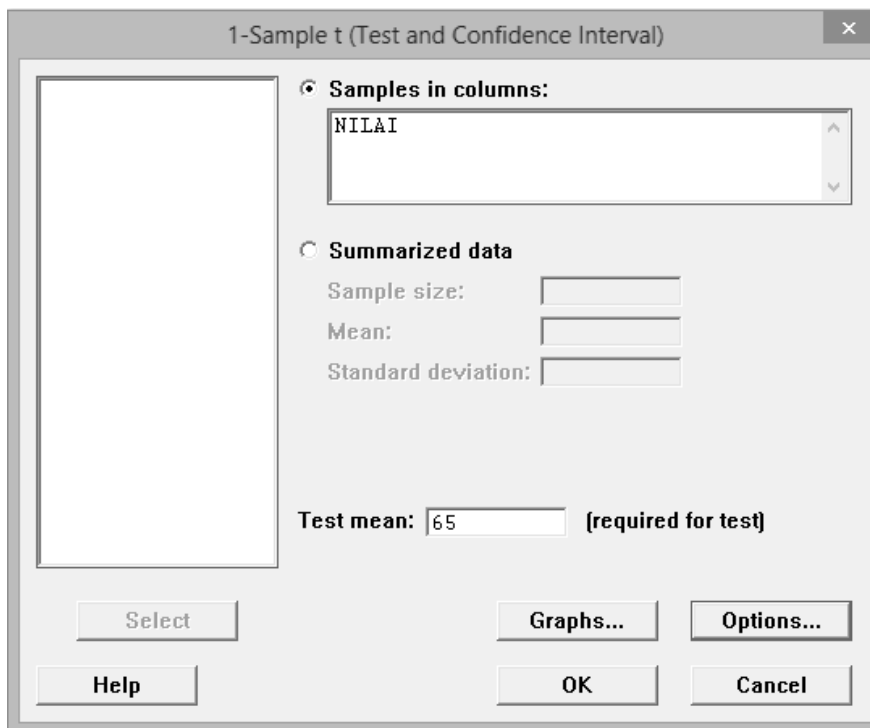 1-Sample t (Test and Confidence Interval)
Samples in columns:
NILAI
Summarized data
Sample size:
Mean:
Standard deviation:
Test mean: 65 (required for test)
Select
Graphs...
Options...
Help
OK
Cancel